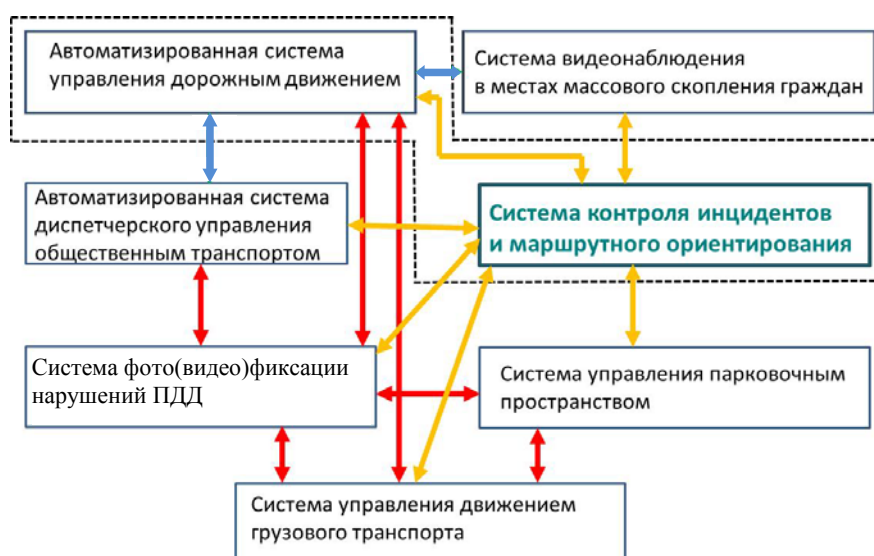 Автоматизированная система
управления дорожным движением
Система видеонаблюдения
в местах массового скопления граждан
Автоматизированная система
диспетчерского управления
общественным транспортом
Система контроля инцидентов
и маршрутного ориентирования
Система фото(видео)фиксации
нарушений ПДД
Система управления парковочным
пространством
Система управления движением
грузового транспорта